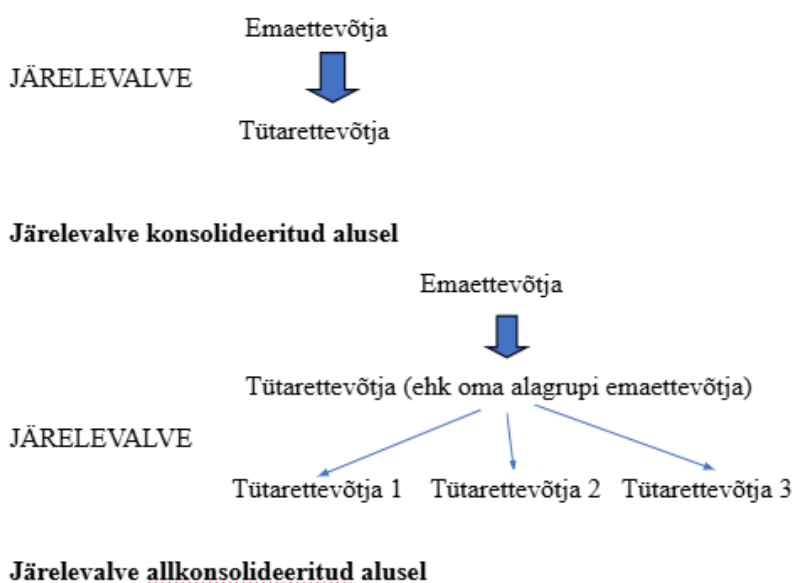 Emaettevõtja
JÄRELEVALVE
Tütarettevõtja
Järelevalve konsolideeritud alusel
Emaettevõtja
Tütarettevõtja (ehk oma alagrupi emaettevõtja)
JÄRELEVALVE
Tütarettevõtja 1 Tütarettevõtja 2 Tütarettevõtja 3
Järelevalve allkonsolideeritud alusel